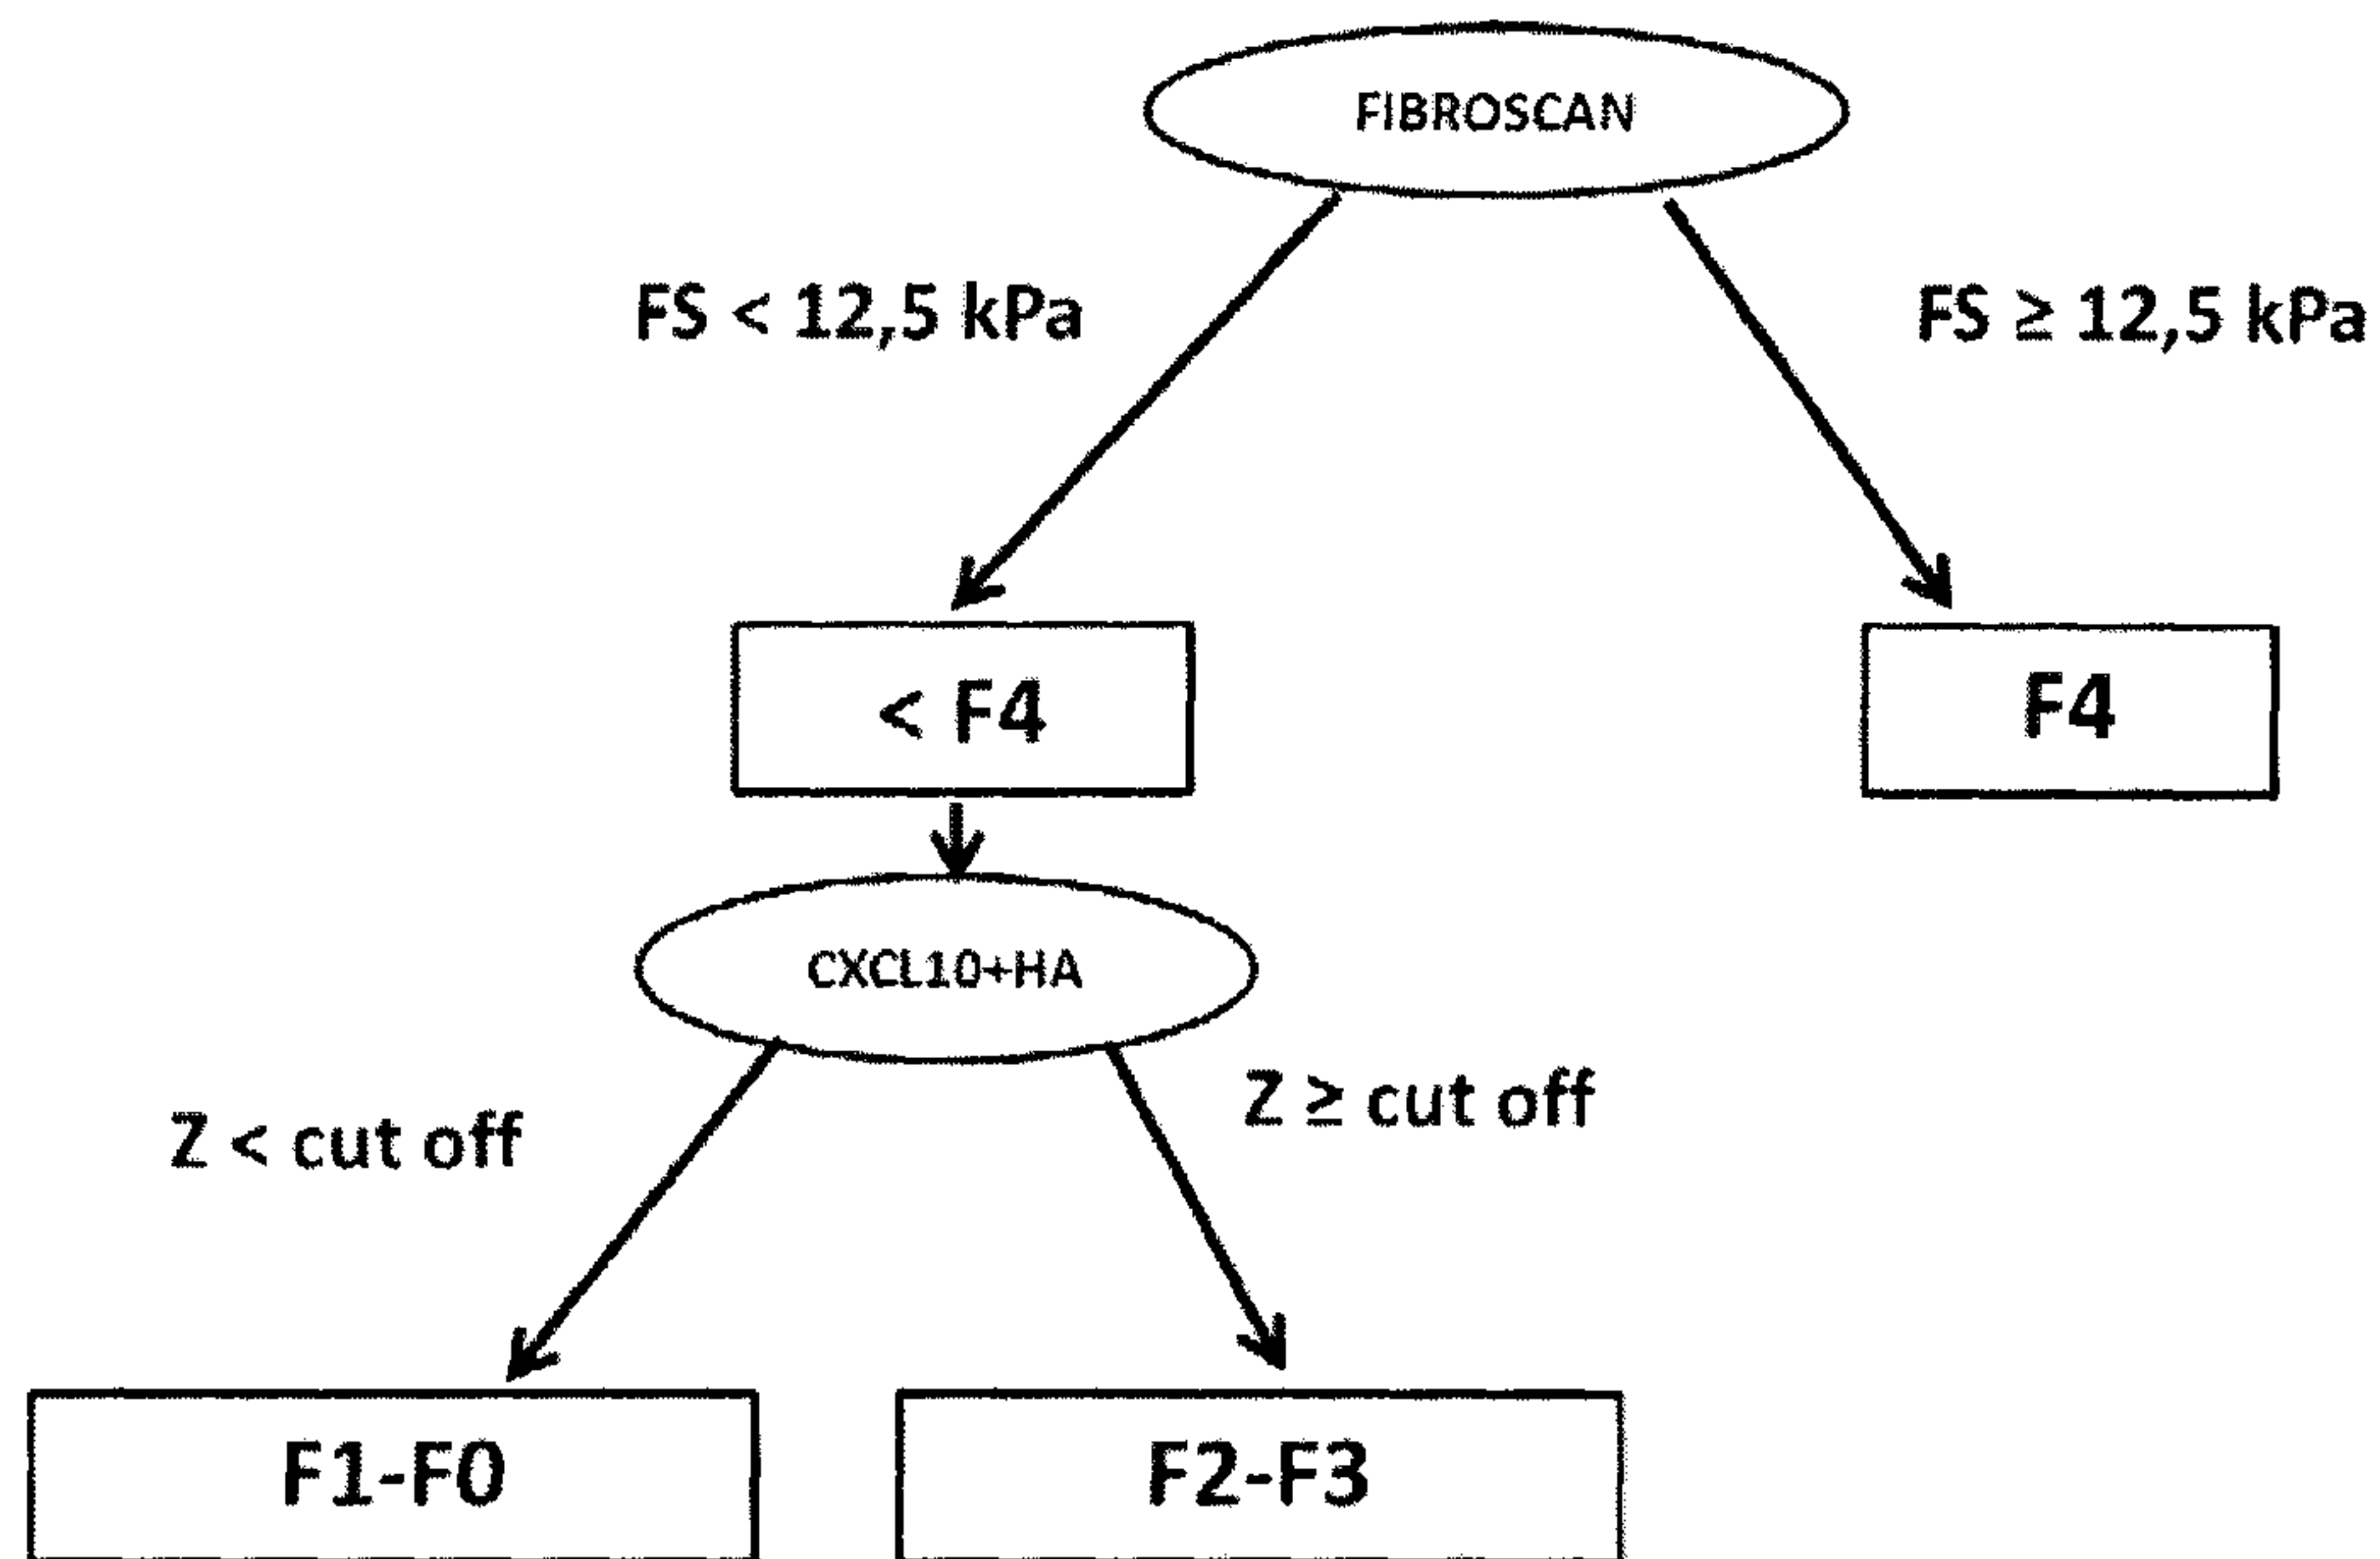 FIBROSCAN
FS < 12,5 kPa
FS ≥ 12,5 kPa
< F4
F4
CXCL10+HA
Z < cut off
Z ≥ cut off
F1-F0
F2-F3